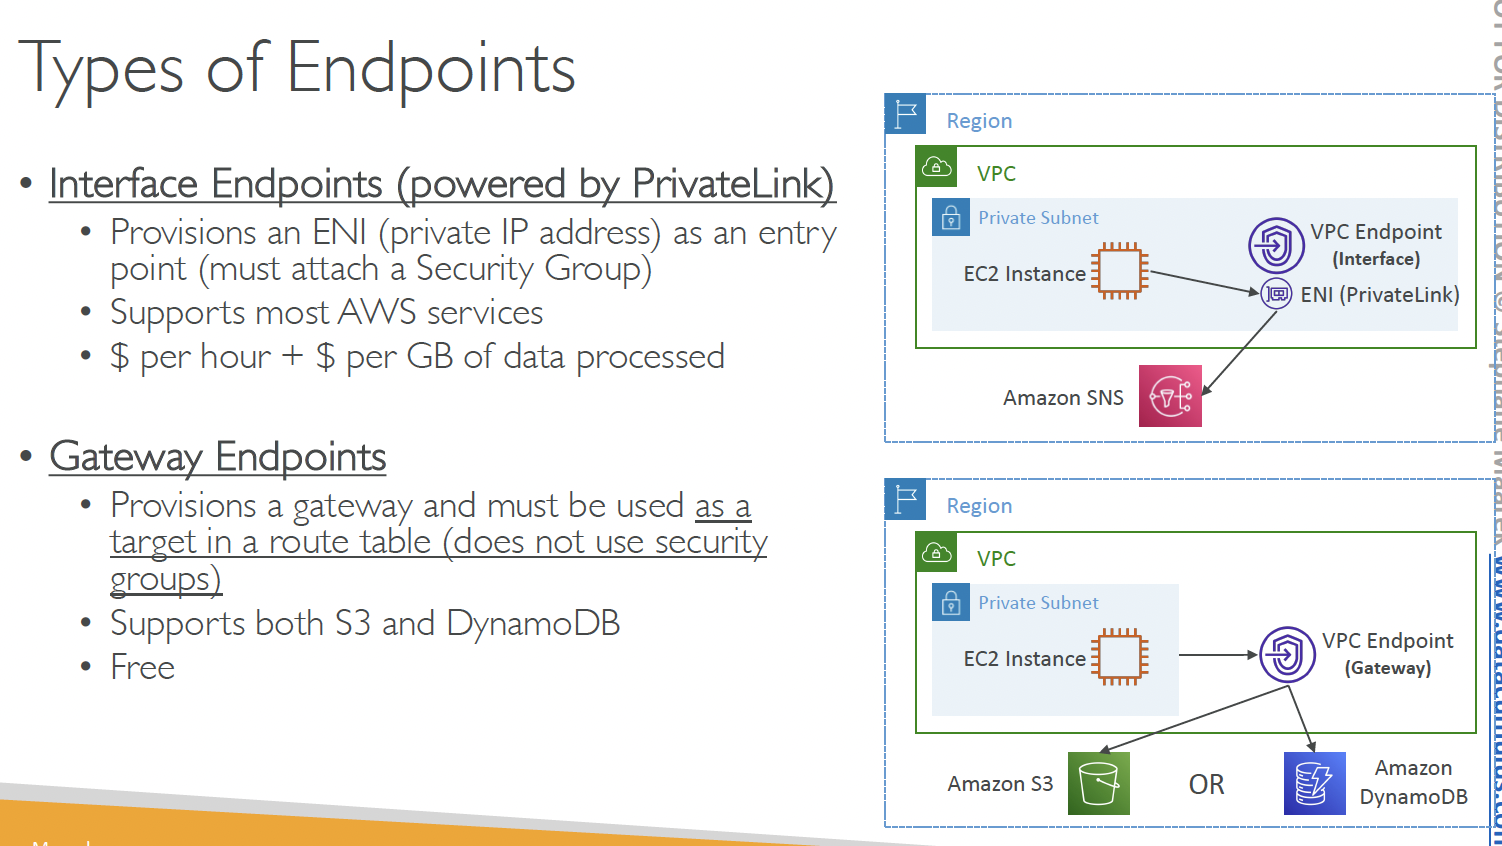 Types of Endpoints
• Interface Endpoints (powered by PrivateLink)
• Provisions an ENI (private IP address) as an entry
point (must attach a Security Group)
• Supports most AWS services
• $ per hour + $ per GB of data processed
• Gateway Endpoints
• Provisions a gateway and must be used as a
target in a route table (does not use security
groups)
• Supports both S3 and DynamoDB
• Free
Region
VPC
Private Subnet
EC2 Instance
VPC Endpoint
(Interface)
ENI (PrivateLink)
Amazon SNS
Region
VPC
Private Subnet
EC2 Instance
VPC Endpoint
(Gateway)
Amazon S3
OR
Amazon
DynamoDB